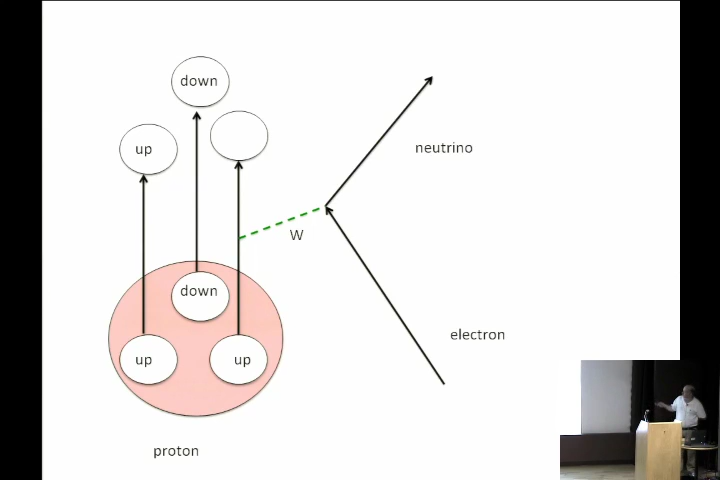 down
up
neutrino
W
down
electron
up
up
proton